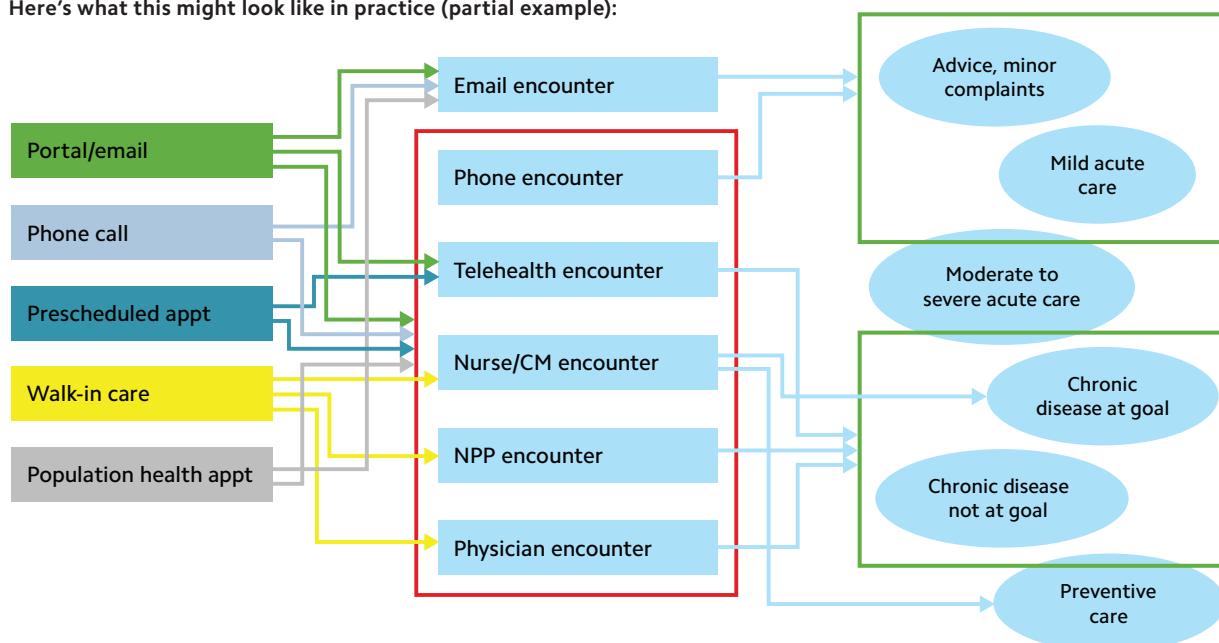 Here's what this might look like in practice (partial example):
Portal/email
Phone call
Prescheduled appt
Walk-in care
Population health appt
Email encounter
Phone encounter
Telehealth encounter
Nurse/CM encounter
NPP encounter
Physician encounter
Advice, minor
complaints
Mild acute
care
Moderate to
severe acute care
Chronic
disease at goal
Chronic disease
not at goal
Preventive
care